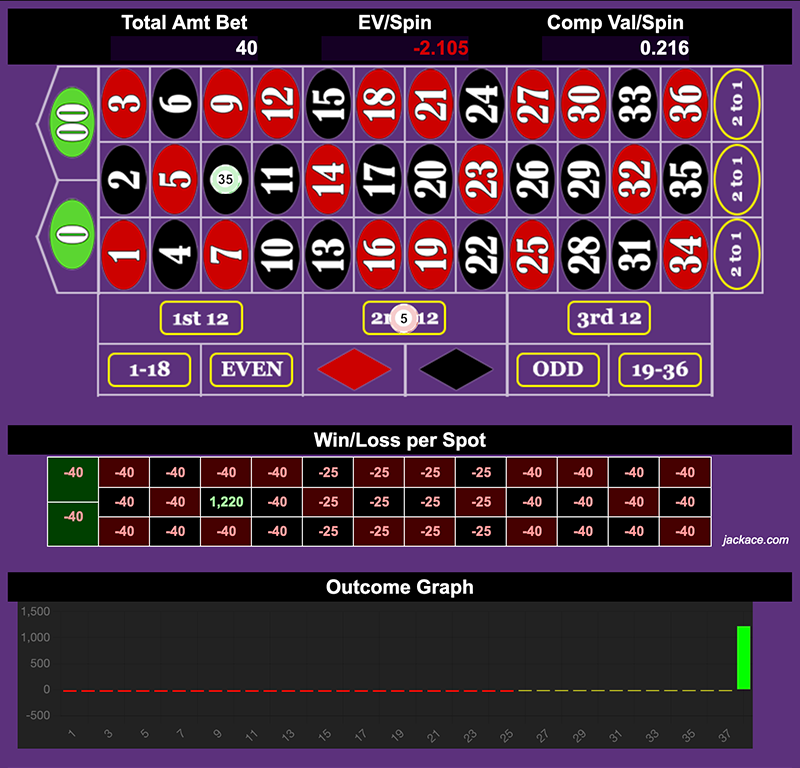 Total Amt Bet EV/Spin Comp Val/Spin
40 -2.105 0.216
00 3 6 9 12 15 18 21 24 27 30 33 36 2 to 1
2 5 35 11 14 17 20 23 26 29 32 35 2 to 1
0 1 4 7 10 13 16 19 22 25 28 31 34 2 to 1
1st 12 5 12 3rd 12
1-18 EVEN ODD 19-36
Win/Loss per Spot
-40 -40 -40 -40 -40 -25 -25 -25 -25 -40 -40 -40 -40
-40 -40 1,220 -40 -25 -25 -25 -25 -40 -40 -40 -40
-40 -40 -40 -40 -40 -25 -25 -25 -25 -40 -40 -40 -40
jackace.com
Outcome Graph
1,500
1,000
500
0
-500
1 3 5 7 9 11 13 15 17 19 21 23 25 27 29 31 33 35 37